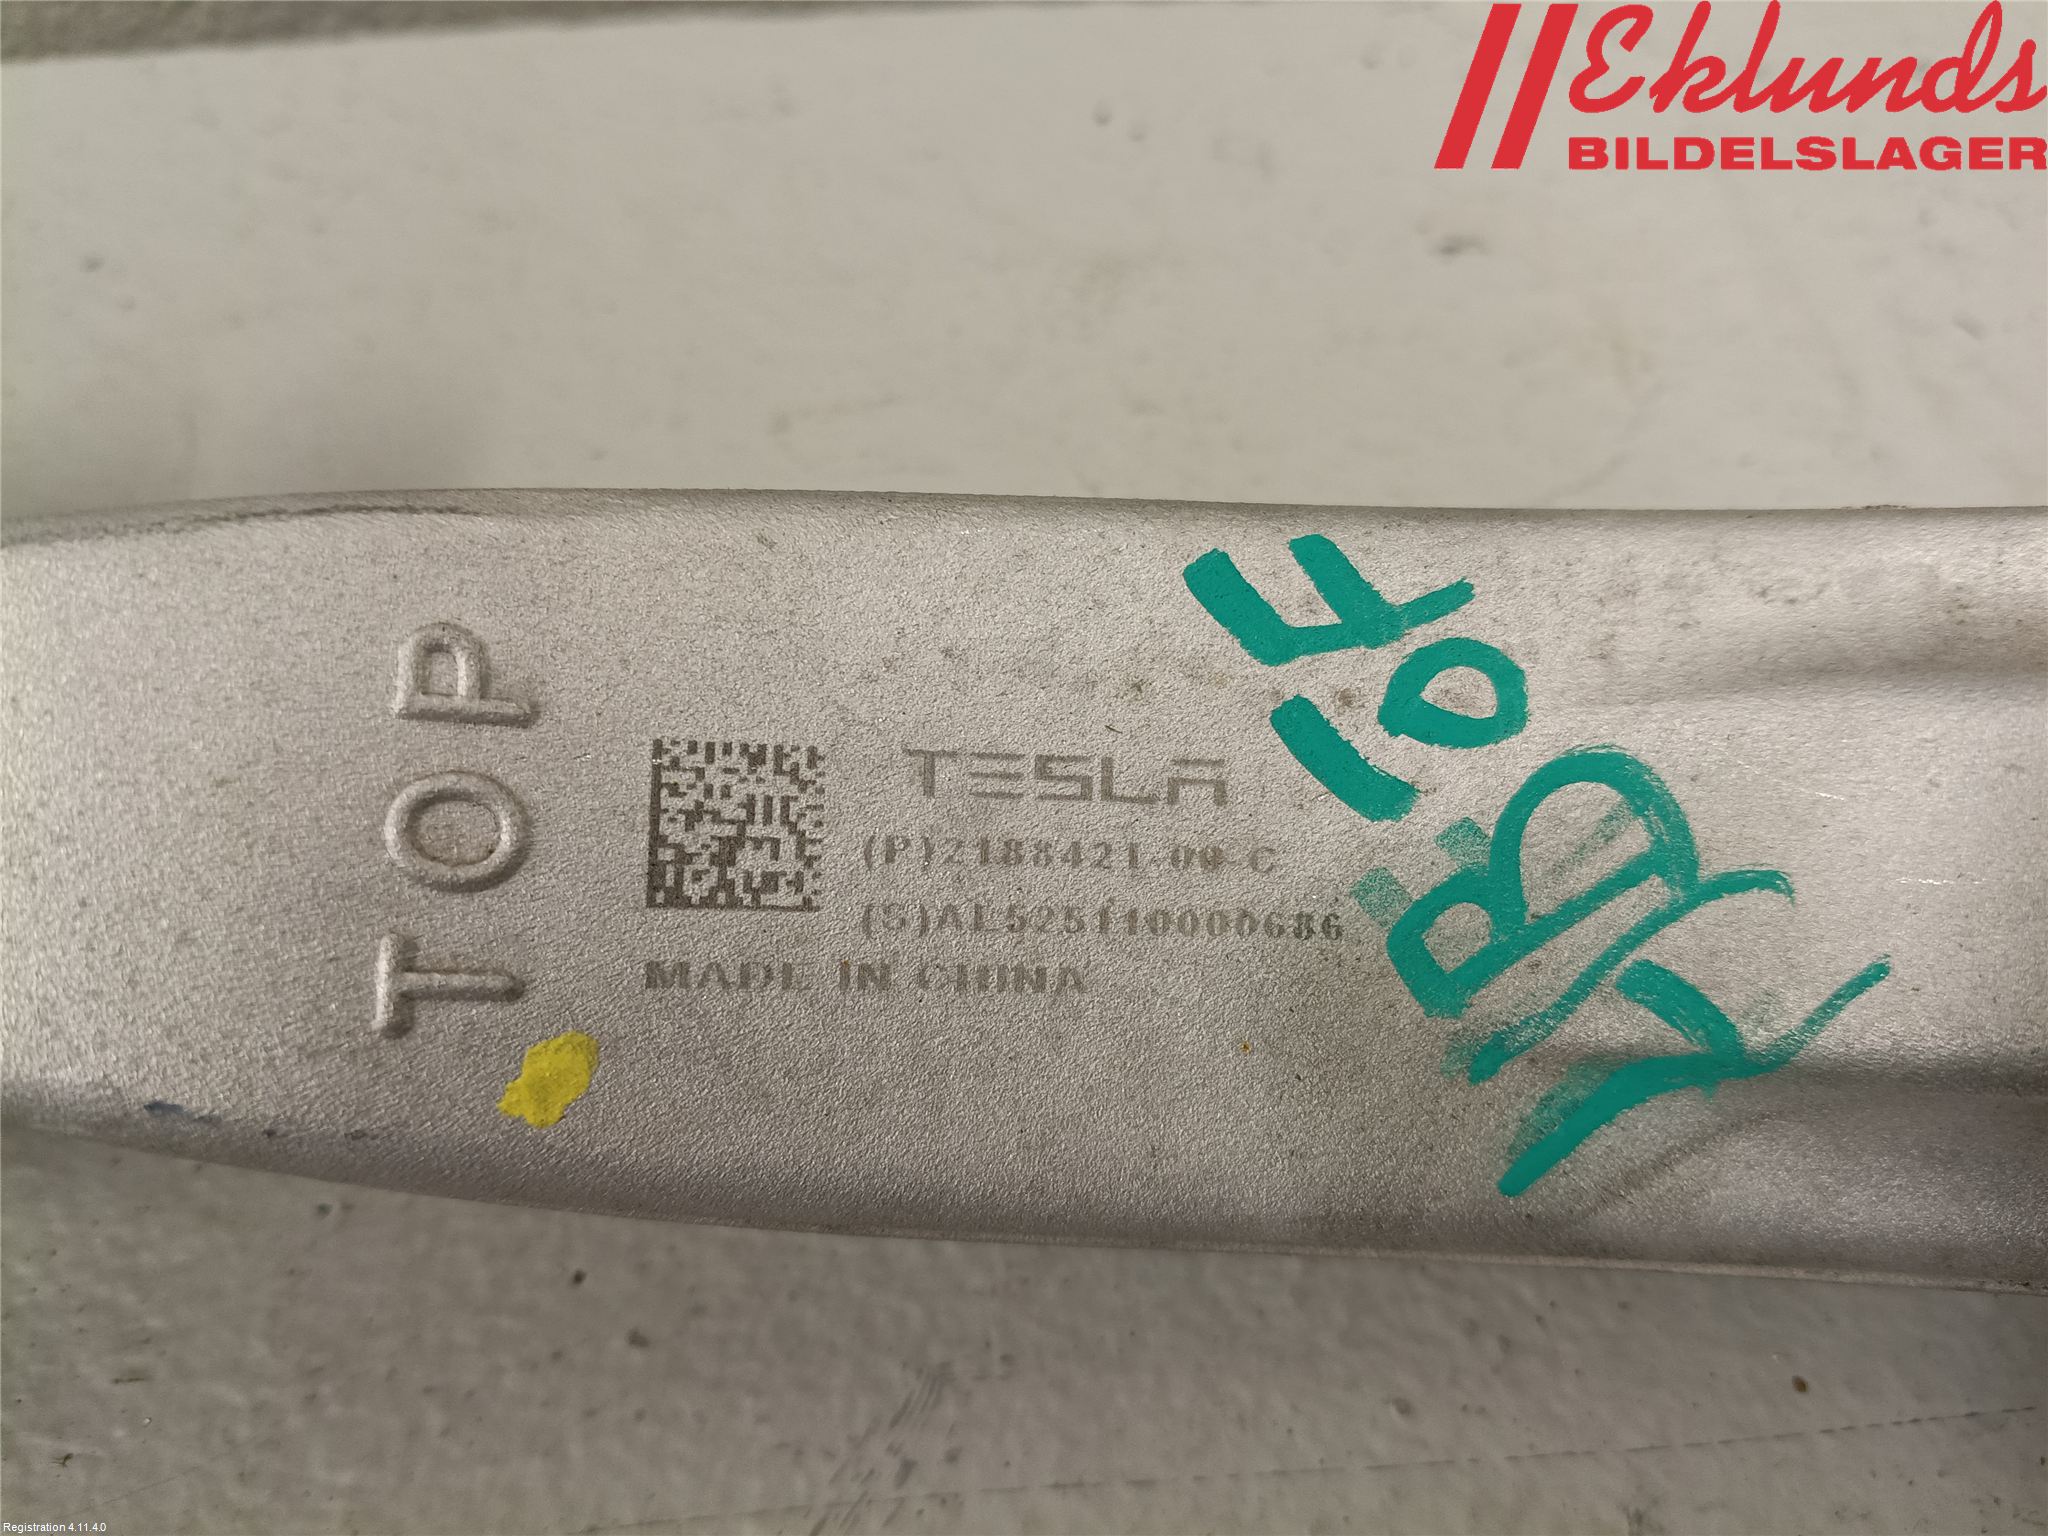 Eklunds
BILDELSLAGER
TOP
TESLA
(P)2188421-00-C
(S)AL525110000686
MADE IN CHINA
Registration 4.11.4.0